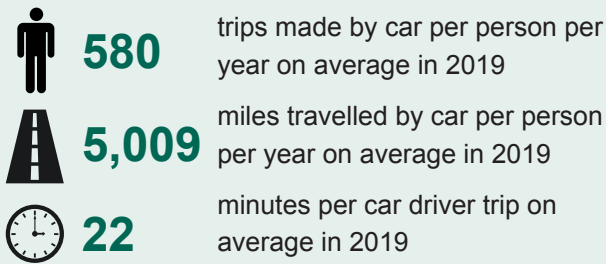 580
trips made by car per person per
year on average in 2019
5,009
miles travelled by car per person
per year on average in 2019
22
minutes per car driver trip on
average in 2019